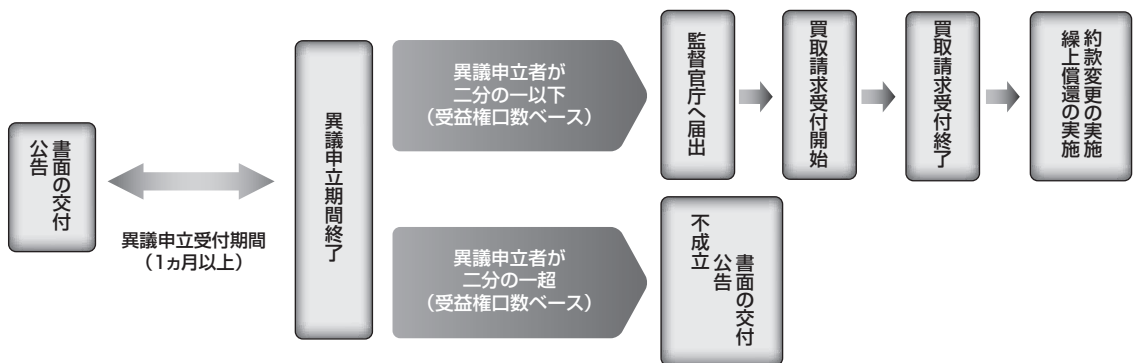 書面の交付
公告
異議申立受付期間
（1ヵ月以上）
異議申立期間終了
異議申立者が
二分の一以下
（受益権口数ベース）
監督官庁へ届出
買取請求受付開始
買取請求受付終了
約款変更の実施
繰上償還の実施
異議申立者が
二分の一超
（受益権口数ベース）
書面の交付
公告
不成立